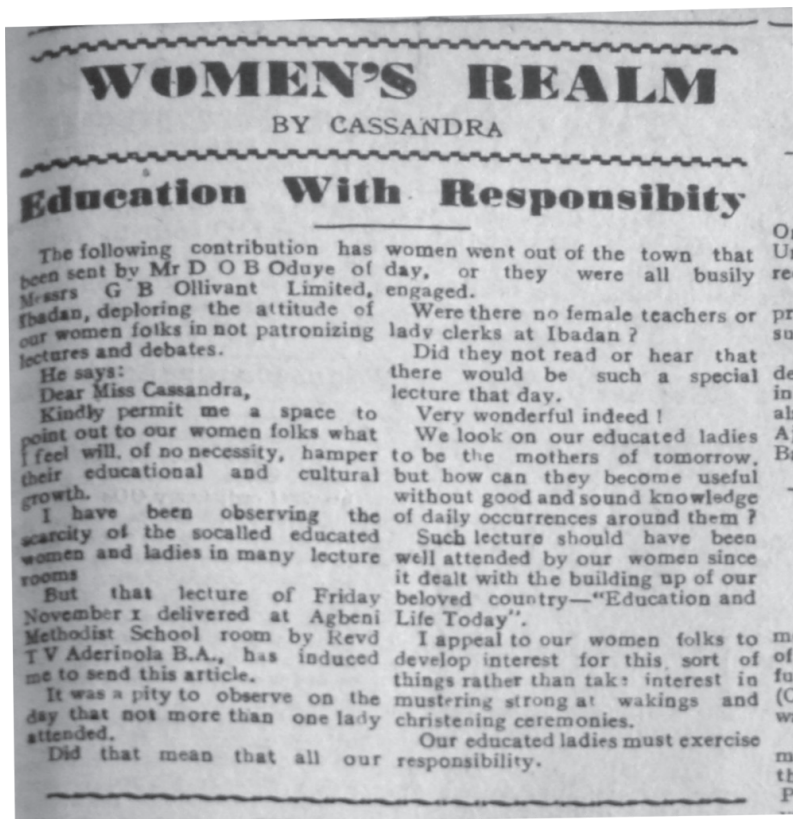 WOMEN'S REALM
BY CASSANDRA
Education With Responsibity
The following contribution has
been sent by Mr D O B Oduye of
Messrs G B Ollivant Limited,
Ibadan, deploring the attitude of
our women folks in not patronizing
lectures and debates.
He says:
Dear Miss Cassandra,
Kindly permit me a space to
point out to our women folks what
I feel will, of no necessity, hamper
their educational and cultural
growth.
I have been observing the
scarcity of the socalled educated
women and ladies in many lecture
rooms
But that lecture of Friday
November 1 delivered at Agbeni
Methodist School room by Revd
T V Aderinola B.A., has induced
me to send this article.
It was a pity to observe on the
day that not more than one lady
attended.
Did that mean that all our
women went out of the town that
day, or they were all busily
engaged.
Were there no female teachers or
lady clerks at Ibadan ?
Did they not read or hear that
there would be such a special
lecture that day.
Very wonderful indeed !
We look on our educated ladies
to be the mothers of tomorrow,
but how can they become useful
without good and sound knowledge
of daily occurrences around them ?
Such lecture should have been
well attended by our women since
it dealt with the building up of our
beloved country—"Education and
Life Today".
I appeal to our women folks to
develop interest for this sort of
things rather than take interest in
mustering strong at wakings and
christening ceremonies.
Our educated ladies must exercise
responsibility.